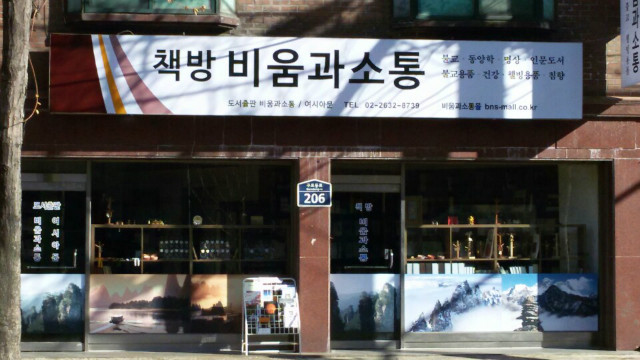 책방 비움과소통
불교 · 동양학 · 명상 · 인문도서
불교용품 · 건강 · 웰빙용품 · 침향
도서출판 비움과소통 / 여시아문 TEL 02-2632-8739 비움과소통몰 bns-mall.co.kr
206
도서출판
비움과소통
여시아문
책방
비움과소통